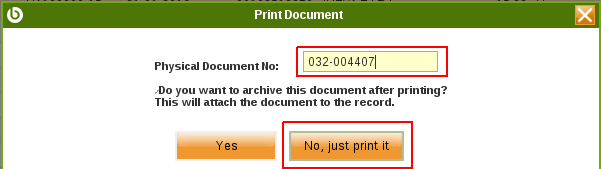 Print Document
Physical Document No: 032-004407
Do you want to archive this document after printing?
This will attach the document to the record.
Yes No, just print it